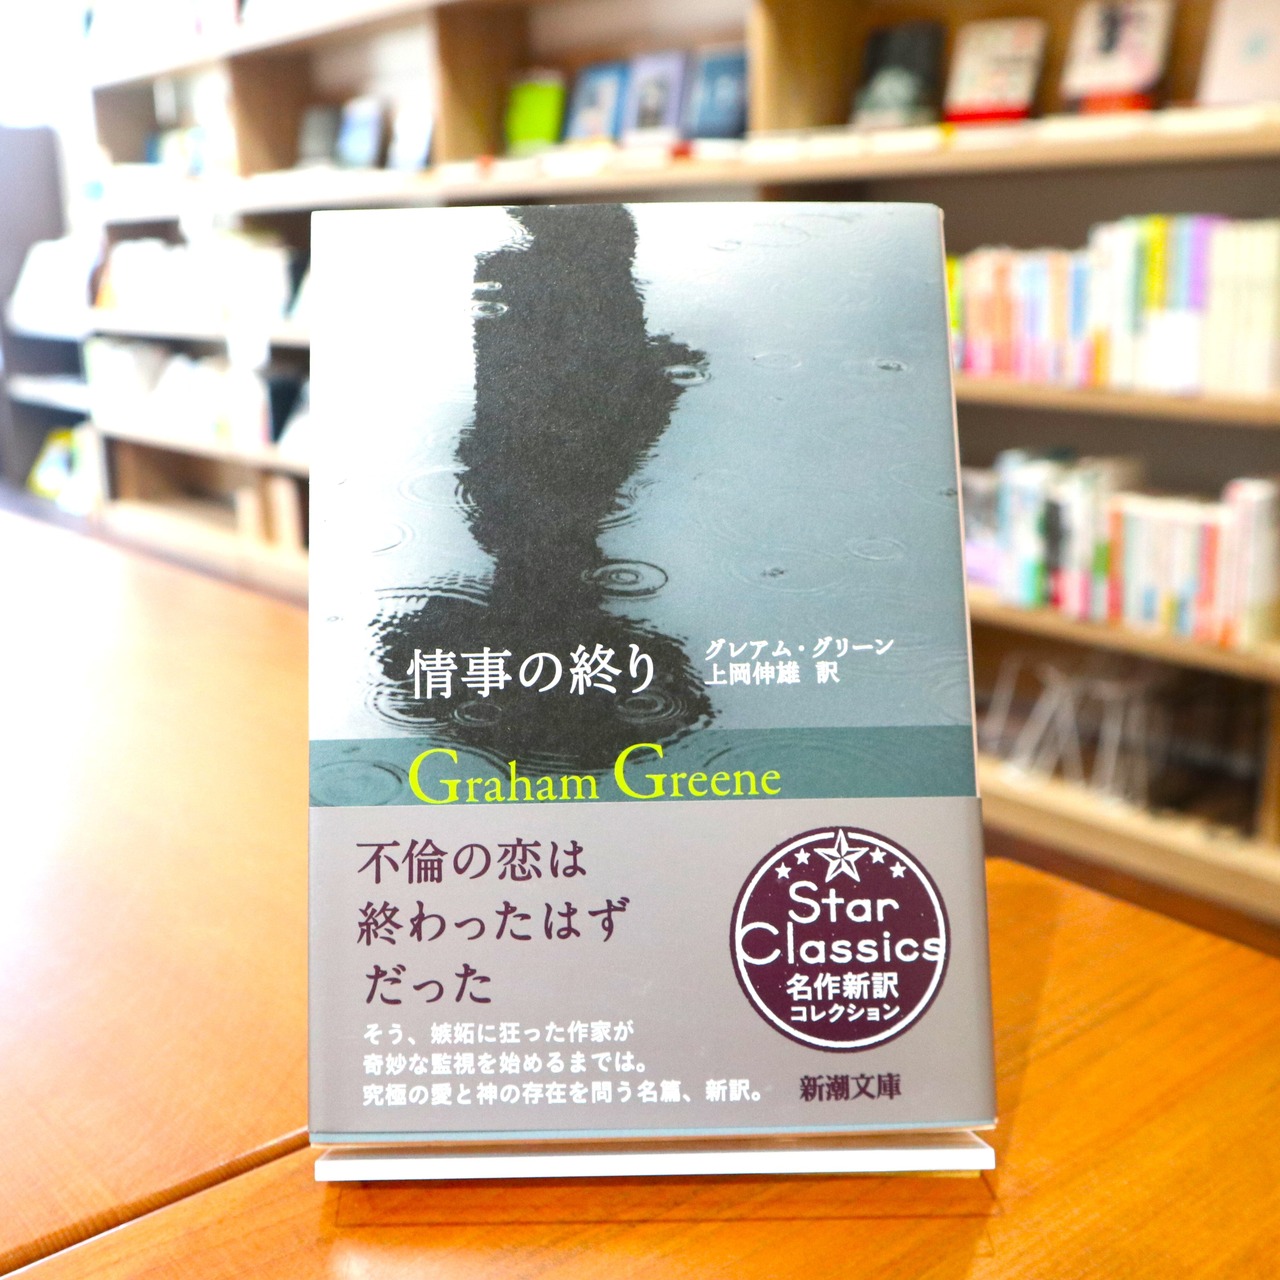 情事の終り
グレアム・グリーン
上岡伸雄 訳
Graham Greene
不倫の恋は
終わったはず
だった
そう、嫉妬に狂った作家が
奇妙な監視を始めるまでは。
究極の愛と神の存在を問う名篇、新訳。
Star
Classics
名作新訳
コレクション
新潮文庫